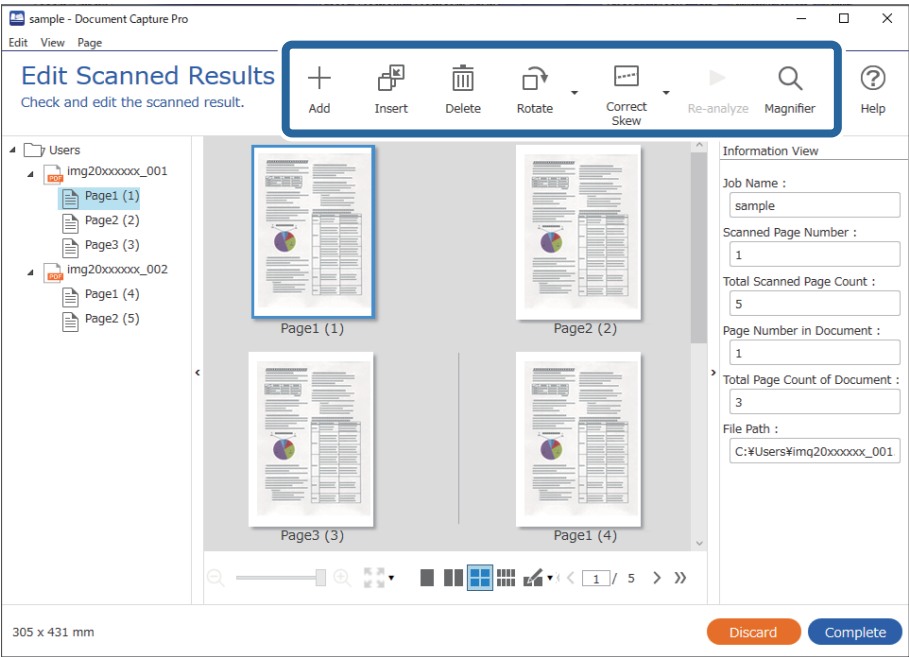 sample - Document Capture Pro
Edit View Page
Edit Scanned Results
Check and edit the scanned result.
Add
Insert
Delete
Rotate
Correct
Skew
Re-analyze
Magnifier
Help
Users
img20xxxxxx_001
Page1 (1)
Page2 (2)
Page3 (3)
img20xxxxxx_002
Page1 (4)
Page2 (5)
PDF
PDF
Page1 (1)
Page2 (2)
Page3 (3)
Page1 (4)
1 / 5
Information View
Job Name :
sample
Scanned Page Number :
1
Total Scanned Page Count :
5
Page Number in Document :
1
Total Page Count of Document :
3
File Path :
C:¥Users¥img20xxxxxx_001.
305 x 431 mm
Discard
Complete